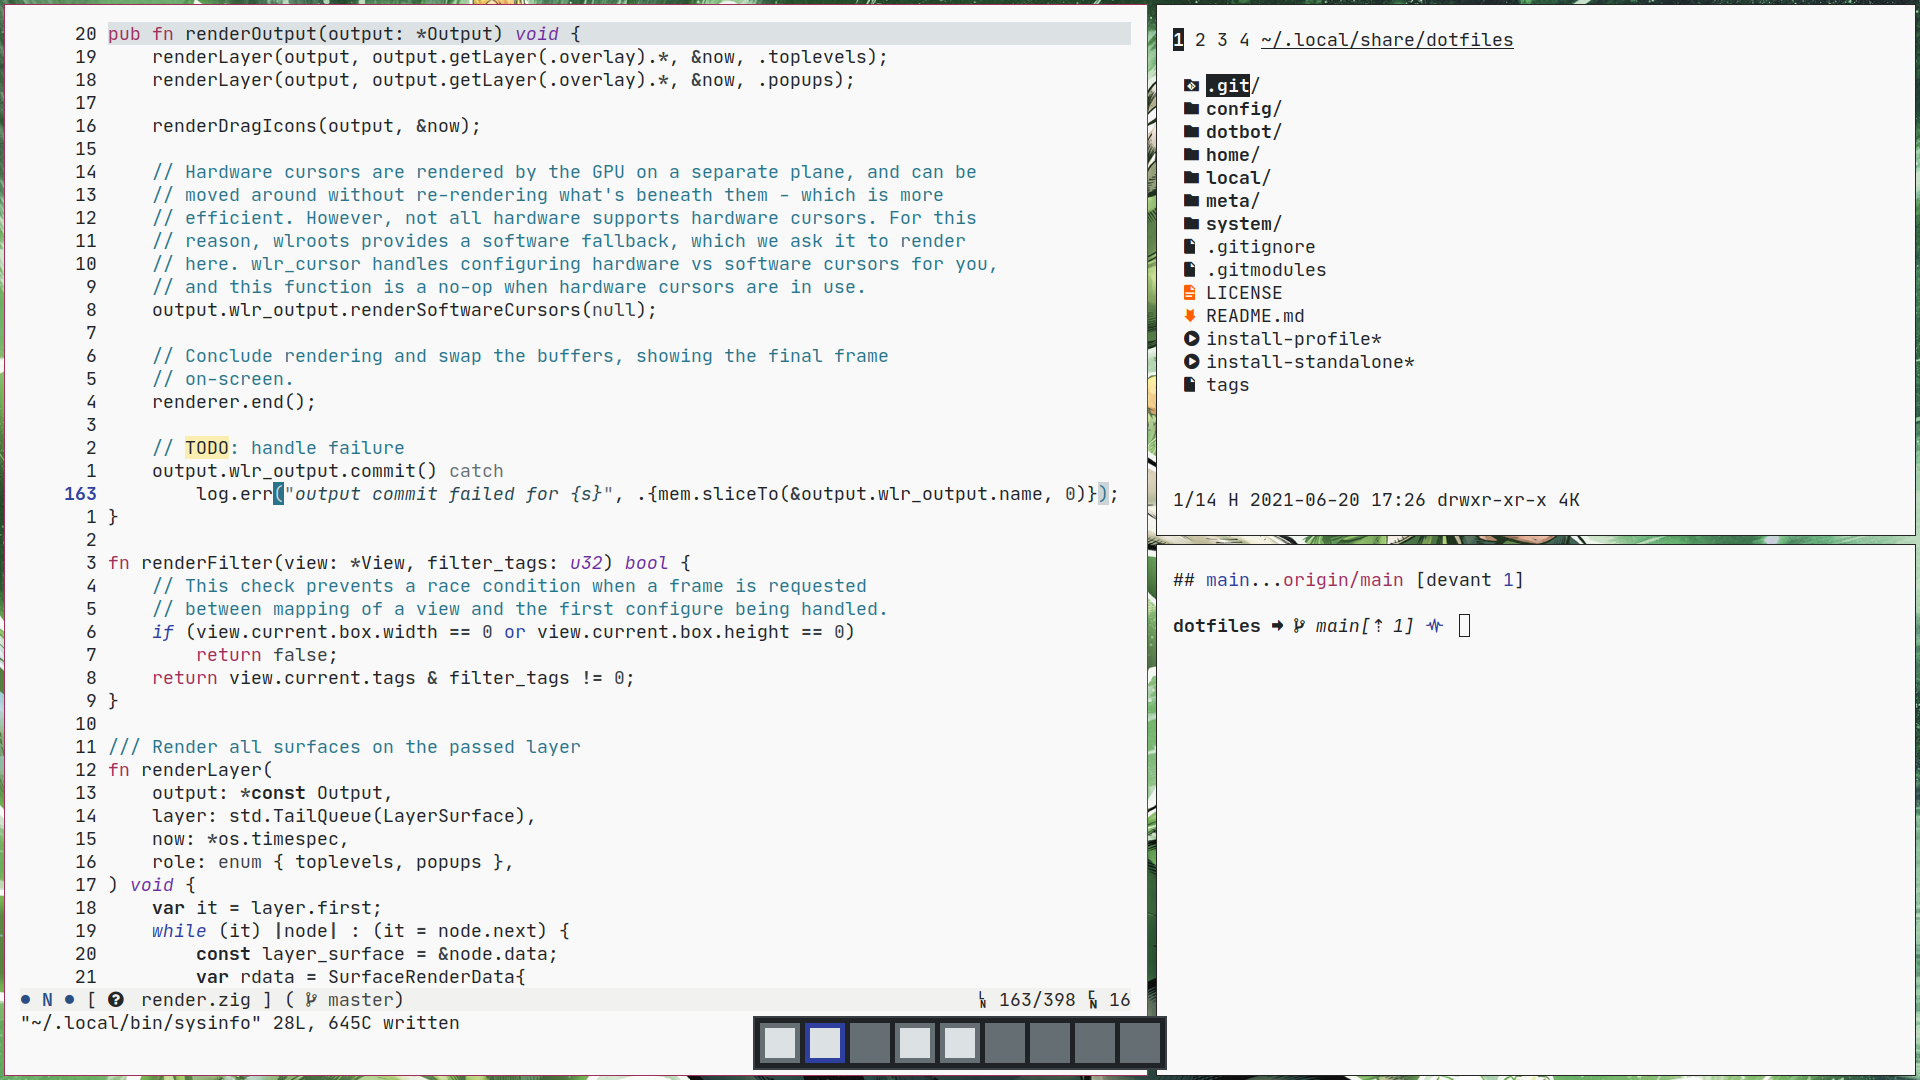 20 pub fn renderOutput(output: *Output) void {
19     renderLayer(output, output.getLayer(.overlay).*, &now, .toplevels);
18     renderLayer(output, output.getLayer(.overlay).*, &now, .popups);
17
16     renderDragIcons(output, &now);
15
14     // Hardware cursors are rendered by the GPU on a separate plane, and can be
13     // moved around without re-rendering what's beneath them - which is more
12     // efficient. However, not all hardware supports hardware cursors. For this
11     // reason, wlroots provides a software fallback, which we ask it to render
10     // here. wlr_cursor handles configuring hardware vs software cursors for you,
9     // and this function is a no-op when hardware cursors are in use.
8     output.wlr_output.renderSoftwareCursors(null);
7
6     // Conclude rendering and swap the buffers, showing the final frame
5     // on-screen.
4     renderer.end();
3
2     // TODO: handle failure
1     output.wlr_output.commit() catch
163         log.err("output commit failed for {s}", .{mem.sliceTo(&output.wlr_output.name, 0)});
1 }
2
3 fn renderFilter(view: *View, filter_tags: u32) bool {
4     // This check prevents a race condition when a frame is requested
5     // between mapping of a view and the first configure being handled.
6     if (view.current.box.width == 0 or view.current.box.height == 0)
7         return false;
8     return view.current.tags & filter_tags != 0;
9 }
10
11 /// Render all surfaces on the passed layer
12 fn renderLayer(
13     output: *const Output,
14     layer: std.TailQueue(LayerSurface),
15     now: *os.timespec,
16     role: enum { toplevels, popups },
17 ) void {
18     var it = layer.first;
19     while (it) |node| : (it = node.next) {
20         const layer_surface = &node.data;
21         var rdata = SurfaceRenderData{
● N ● [ ? render.zig ] ( master) LN 163/398 CN 16
"~/.local/bin/sysinfo" 28L, 645C written
1 2 3 4 ~/.local/share/dotfiles
.git/
config/
dotbot/
home/
local/
meta/
system/
.gitignore
.gitmodules
LICENSE
README.md
install-profile*
install-standalone*
tags
1/14 H 2021-06-20 17:26 drwxr-xr-x 4K
## main...origin/main [devant 1]
dotfiles ➡ main[⇡ 1]